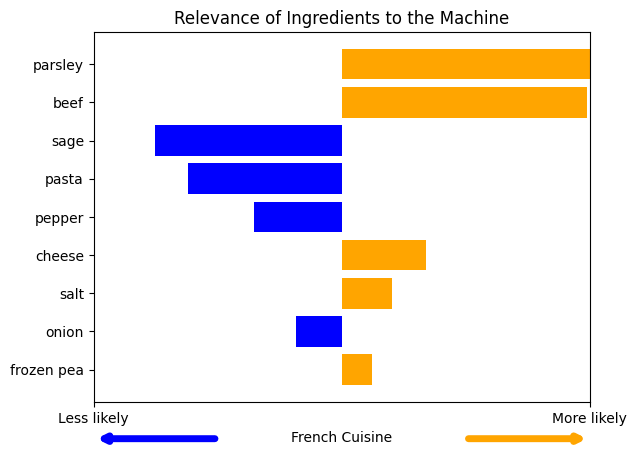 Relevance of Ingredients to the Machine
parsley
beef
sage
pasta
pepper
cheese
salt
onion
frozen pea
Less likely
More likely
French Cuisine